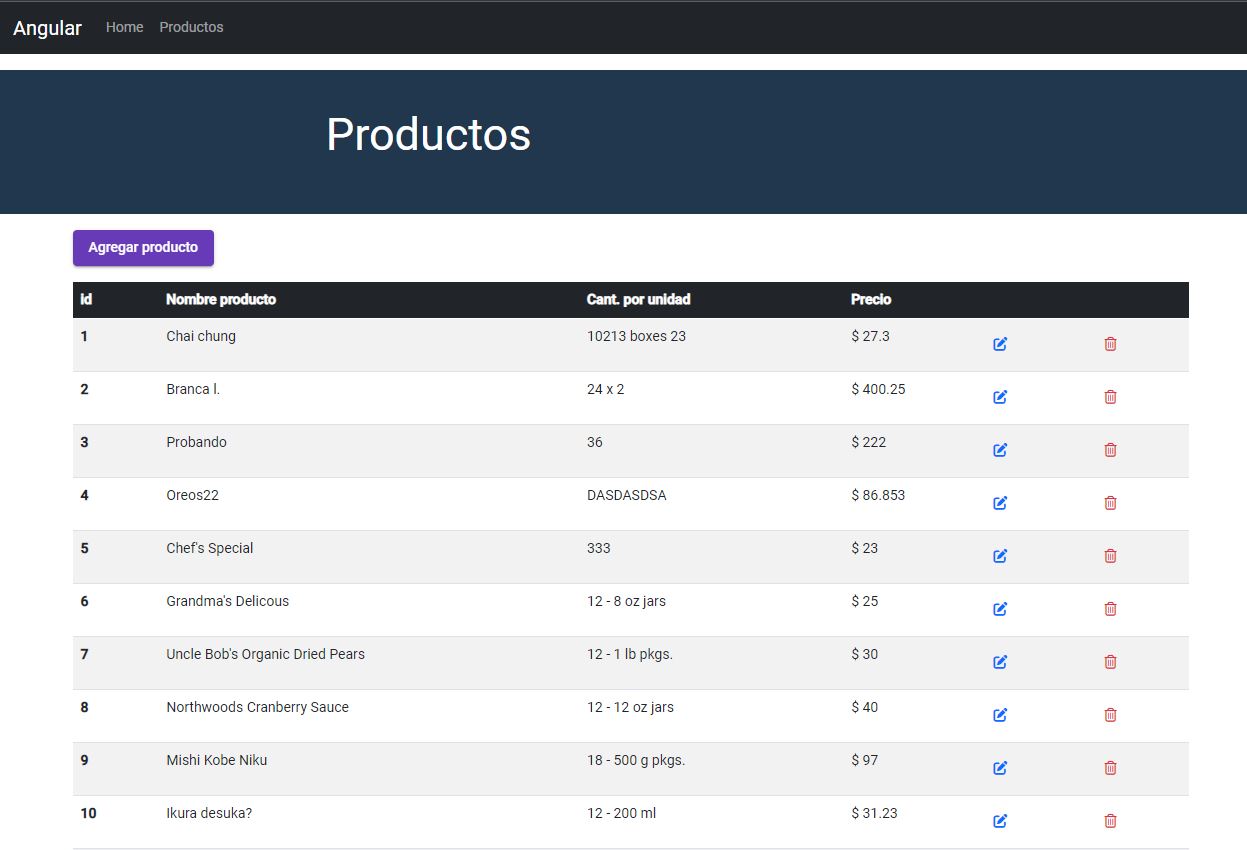 Angular Home Productos
Productos
Agregar producto
Id Nombre producto Cant. por unidad Precio
1 Chai chung 10213 boxes 23 $ 27.3
2 Branca l. 24 x 2 $ 400.25
3 Probando 36 $ 222
4 Oreos22 DASDASDSA $ 86.853
5 Chef's Special 333 $ 23
6 Grandma's Delicous 12 - 8 oz jars $ 25
7 Uncle Bob's Organic Dried Pears 12 - 1 lb pkgs. $ 30
8 Northwoods Cranberry Sauce 12 - 12 oz jars $ 40
9 Mishi Kobe Niku 18 - 500 g pkgs. $ 97
10 Ikura desuka? 12 - 200 ml $ 31.23